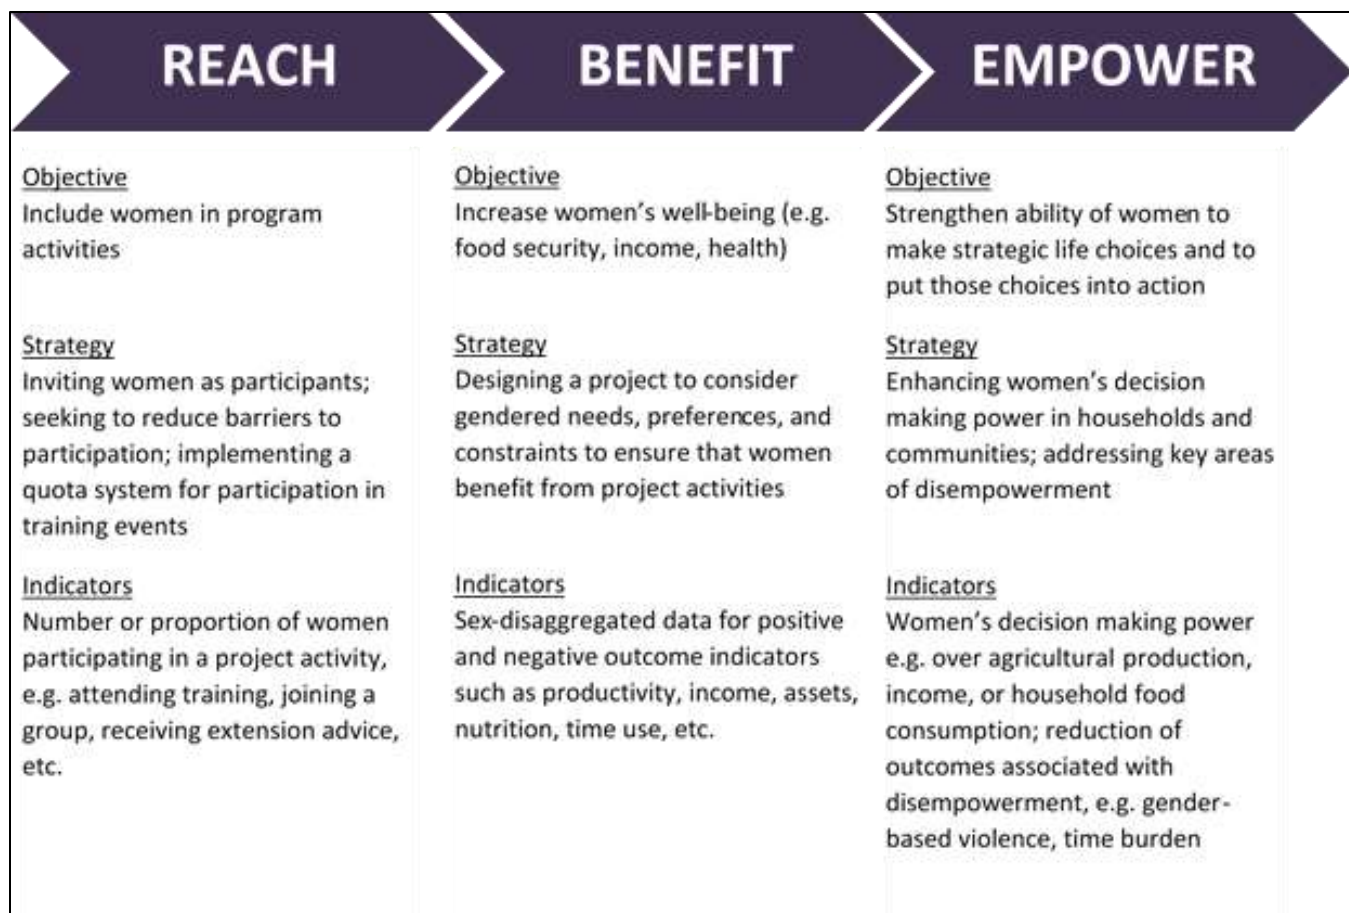 REACH
BENEFIT
EMPOWER
Objective
Include women in program
activities
Strategy
Inviting women as participants;
seeking to reduce barriers to
participation; implementing a
quota system for participation in
training events
Indicators
Number or proportion of women
participating in a project activity,
e.g. attending training, joining a
group, receiving extension advice,
etc.
Objective
Increase women's well-being (e.g.
food security, income, health)
Strategy
Designing a project to consider
gendered needs, preferences, and
constraints to ensure that women
benefit from project activities
Indicators
Sex-disaggregated data for positive
and negative outcome indicators
such as productivity, income, assets,
nutrition, time use, etc.
Objective
Strengthen ability of women to
make strategic life choices and to
put those choices into action
Strategy
Enhancing women's decision
making power in households and
communities; addressing key areas
of disempowerment
Indicators
Women's decision making power
e.g. over agricultural production,
income, or household food
consumption; reduction of
outcomes associated with
disempowerment, e.g. gender-
based violence, time burden